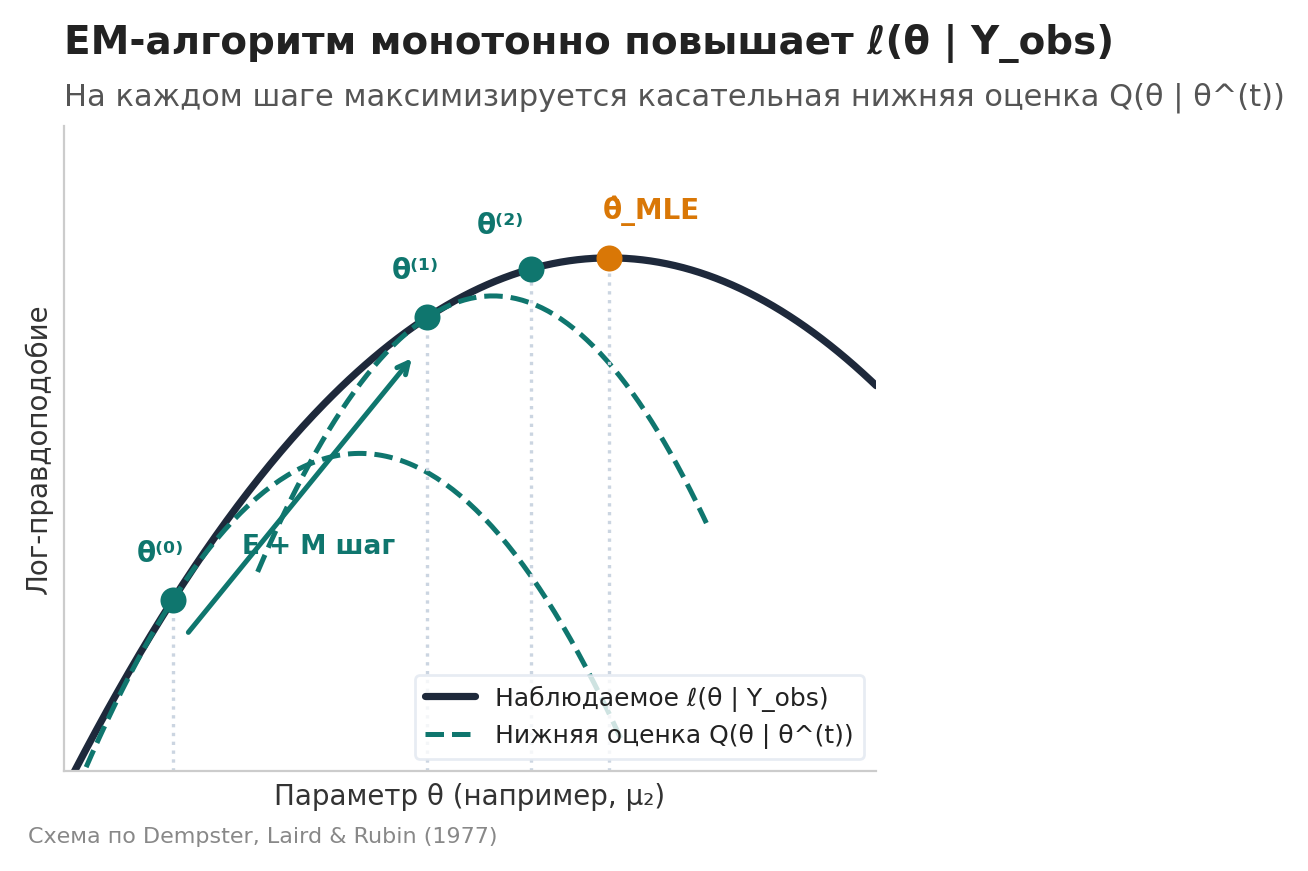 EM-алгоритм монотонно повышает ℓ(θ | Y_obs)
На каждом шаге максимизируется касательная нижняя оценка Q(θ | θ^(t))
θ̂_MLE
θ⁽²⁾
θ⁽¹⁾
θ⁽⁰⁾
E + M шаг
Лог-правдоподобие
Наблюдаемое ℓ(θ | Y_obs)
Нижняя оценка Q(θ | θ^(t))
Параметр θ (например, μ₂)
Схема по Dempster, Laird & Rubin (1977)